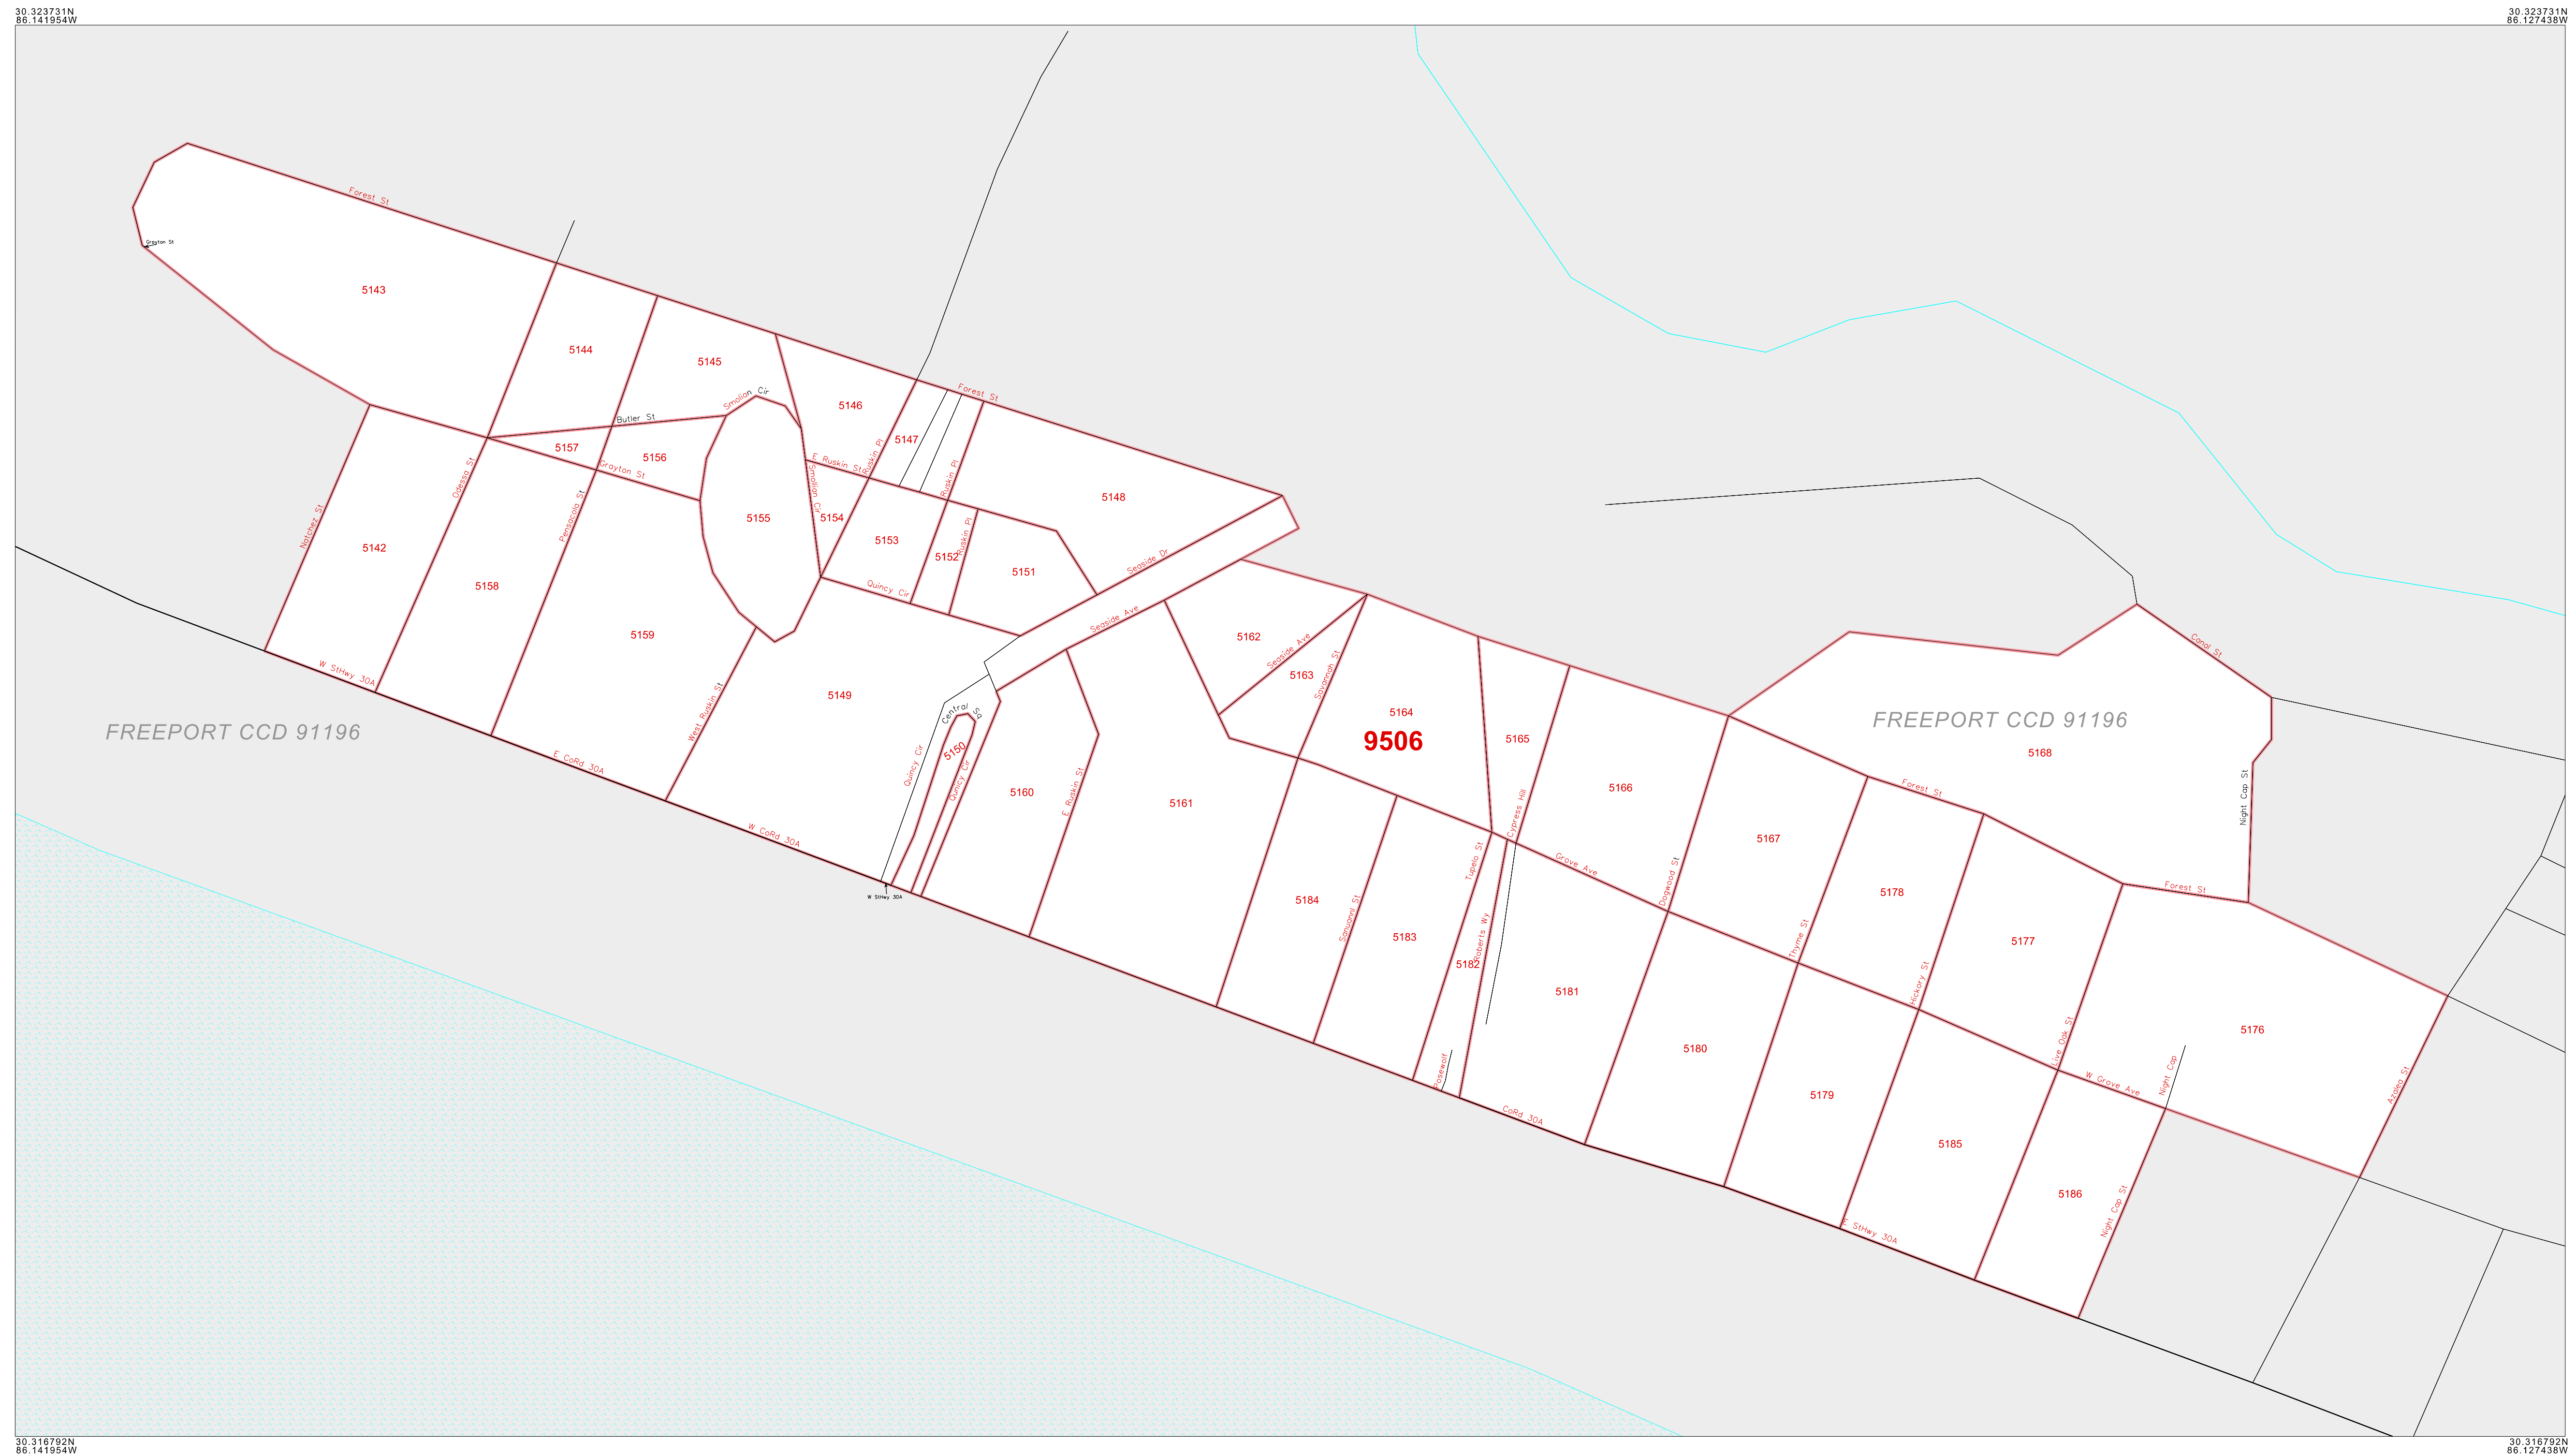 30.323731N
86.141954W
30.323731N
86.127438W
Forest St
Grayton St
5143
5144
5145
Smolian Cir
Butler St
5146
Forest St
5147
Ruskin Pl
5157
5156
Grayton St
E Ruskin St
Smollian Cir
Ruskin Pl
5148
Odessa St
Pensacola St
Natchez St
5142
5155
5154
5153
5152
Ruskin Pl
5151
Seaside Dr
5158
Quincy Cir
Seaside Ave
5159
5162
Seaside Ave
5163
Savannah St
W StHwy 30A
West Ruskin St
5149
Central Sq
5150
Quincy Cir
Quincy Cir
5164
9506
5165
FREEPORT CCD 91196
FREEPORT CCD 91196
Canal St
5168
E CoRd 30A
5160
E Ruskin St
5161
5166
Cypress Hill
Forest St
Night Cap St
W CoRd 30A
W StHwy 30A
5167
Tupelo St
Grove Ave
Dogwood St
5178
Forest St
5184
5183
5182
Roberts Wy
Thyme St
5177
Hickory St
5181
5176
5180
Live Oak St
Posewolf
W Grove Ave
Night Cap
Azalea St
5179
CoRd 30A
5185
5186
Night Cap St
E StHwy 30A
30.316792N
86.141954W
30.316792N
86.127438W